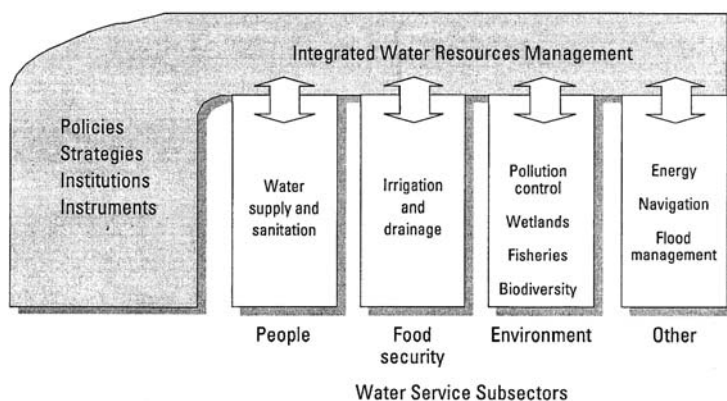 Integrated Water Resources Management
Policies
Strategies
Institutions
Instruments
Water
supply and
sanitation
Irrigation
and
drainage
Pollution
control
Wetlands
Fisheries
Biodiversity
Energy
Navigation
Flood
management
People
Food
security
Environment
Other
Water Service Subsectors